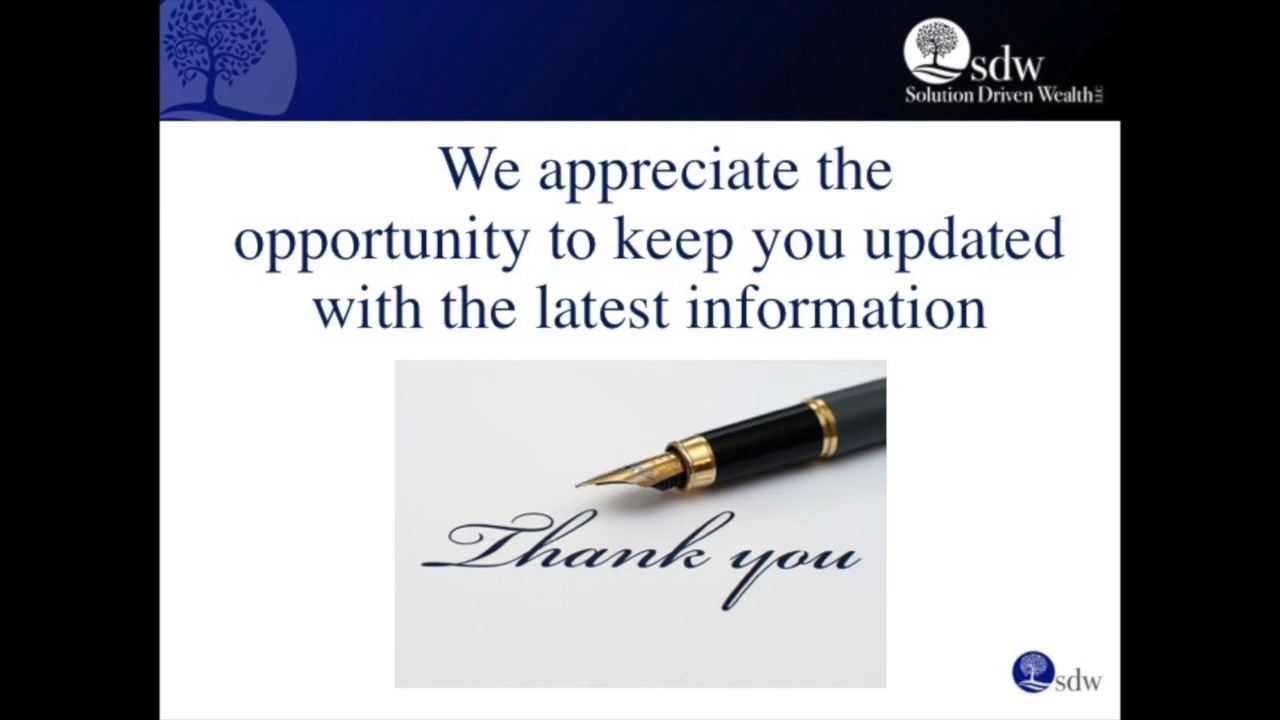 sdw
Solution Driven Wealth LLC
We appreciate the
opportunity to keep you updated
with the latest information
Thank you
sdw